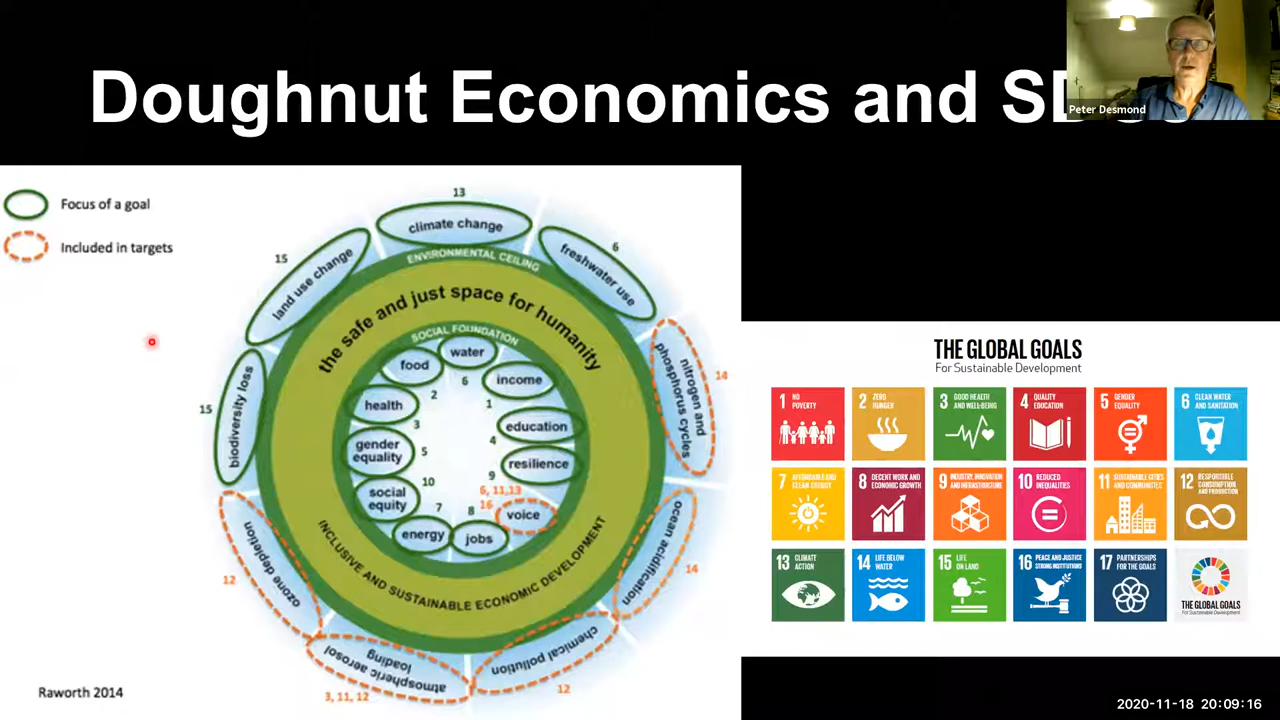 Doughnut Economics and
Peter Desmond
Focus of a goal
Included in targets
13
climate change
6
freshwater use
15
land use change
15
biodiversity loss
nitrogen and
phosphorus cycles
14
ocean acidification
14
chemical pollution
12
atmospheric aerosol
loading
3, 11, 12
ozone depletion
12
ENVIRONMENTAL CEILING
the safe and just space for humanity
SOCIAL FOUNDATION
water
6
food
2
income
1
health
3
education
4
gender
equality
5
resilience
9
6, 11,13
social
equity
10
voice
16
energy
7
jobs
8
INCLUSIVE AND SUSTAINABLE ECONOMIC DEVELOPMENT
Raworth 2014
THE GLOBAL GOALS
For Sustainable Development
1 NO
POVERTY
2 ZERO
HUNGER
3 GOOD HEALTH
AND WELL-BEING
4 QUALITY
EDUCATION
5 GENDER
EQUALITY
6 CLEAN WATER
AND SANITATION
7 AFFORDABLE AND
CLEAN ENERGY
8 DECENT WORK AND
ECONOMIC GROWTH
9 INDUSTRY, INNOVATION
AND INFRASTRUCTURE
10 REDUCED
INEQUALITIES
11 SUSTAINABLE CITIES
AND COMMUNITIES
12 RESPONSIBLE
CONSUMPTION
AND PRODUCTION
13 CLIMATE
ACTION
14 LIFE BELOW
WATER
15 LIFE
ON LAND
16 PEACE AND JUSTICE
STRONG INSTITUTIONS
17 PARTNERSHIPS
FOR THE GOALS
THE GLOBAL GOALS
For Sustainable Development
2020-11-18 20:09:16